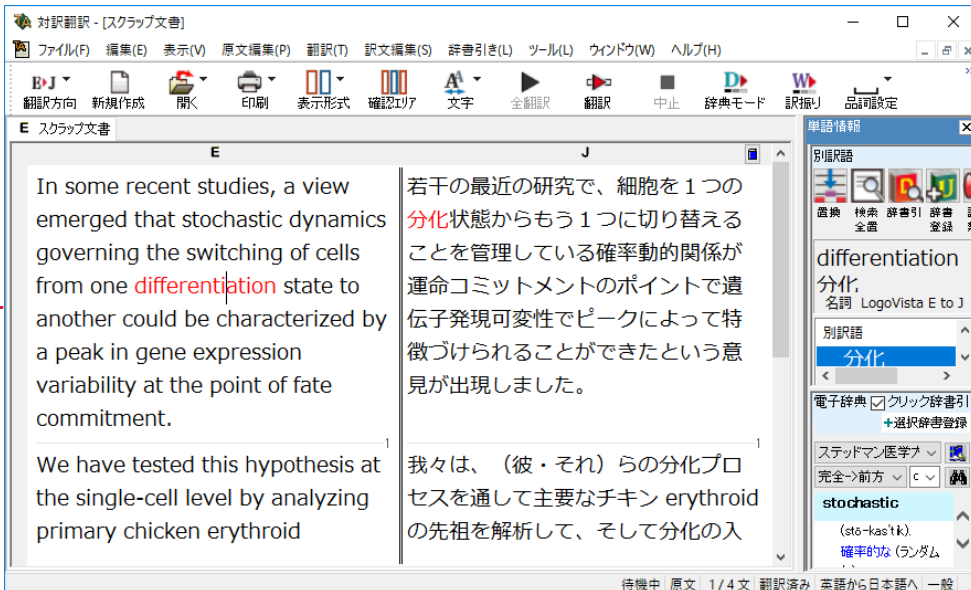 対訳翻訳 - [スクラップ文書]
ファイル(F) 編集(E) 表示(V) 原文編集(P) 翻訳(T) 訳文編集(S) 辞書引き(L) ツール(L) ウィンドウ(W) ヘルプ(H)
E▸J
翻訳方向 新規作成 開く 印刷 表示形式 確認エリア 文字 全翻訳 翻訳 中止 辞典モード 訳振り 品詞設定
E スクラップ文書
E
In some recent studies, a view
emerged that stochastic dynamics
governing the switching of cells
from one differentiation state to
another could be characterized by
a peak in gene expression
variability at the point of fate
commitment.
1
We have tested this hypothesis at
the single-cell level by analyzing
primary chicken erythroid
J
若干の最近の研究で、細胞を１つの
分化状態からもう１つに切り替える
ことを管理している確率動的関係が
運命コミットメントのポイントで遺
伝子発現可変性でピークによって特
徴づけられることができたという意
見が出現しました。
1
我々は、（彼・それ）らの分化プロ
セスを通して主要なチキン erythroid
の先祖を解析して、そして分化の入
単語情報
別訳語
置換 検索 辞書引 辞書
全置 登録
differentiation
分化
名詞 LogoVista E to J
別訳語
分化
電子辞典 クリック辞書引
+選択辞書登録
ステッドマン医学大
完全->前方 c
stochastic
(stō-kas'tik).
確率的な (ランダム
待機中 原文 1/4文 翻訳済み 英語から日本語へ 一般